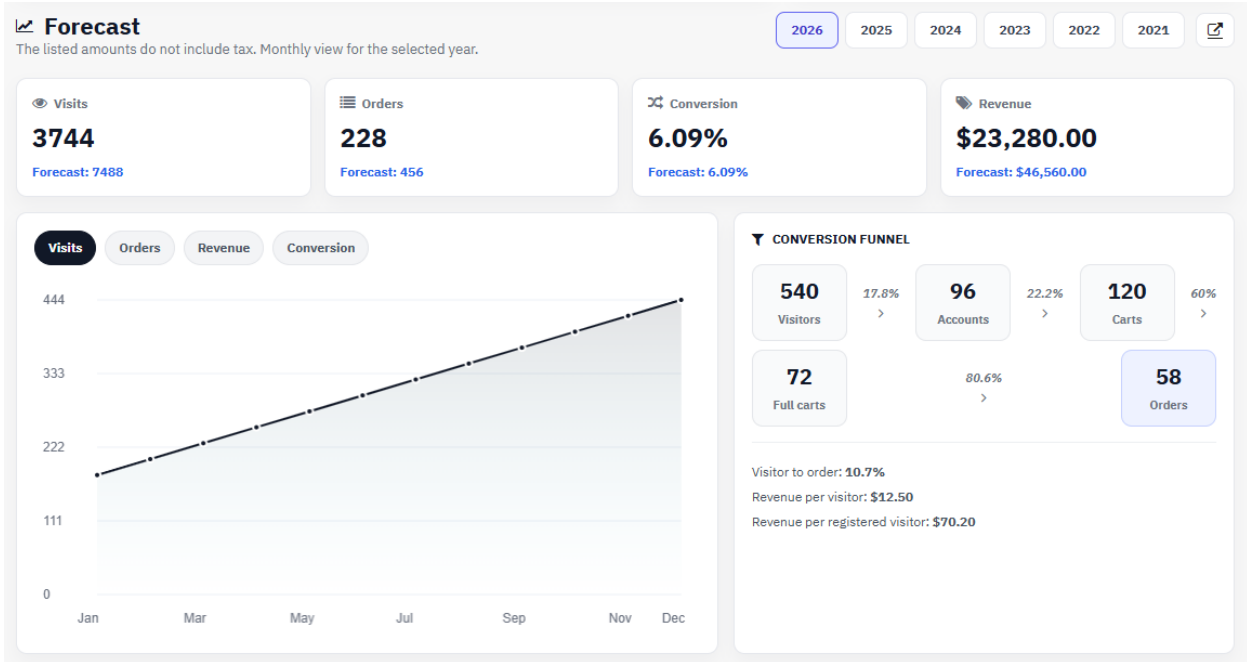 Forecast
The listed amounts do not include tax. Monthly view for the selected year.
2026 2025 2024 2023 2022 2021
Visits
3744
Forecast: 7488
Orders
228
Forecast: 456
Conversion
6.09%
Forecast: 6.09%
Revenue
$23,280.00
Forecast: $46,560.00
Visits Orders Revenue Conversion
444
333
222
111
0
Jan Mar May Jul Sep Nov Dec
CONVERSION FUNNEL
540
Visitors
17.8%
96
Accounts
22.2%
120
Carts
60%
72
Full carts
80.6%
58
Orders
Visitor to order: 10.7%
Revenue per visitor: $12.50
Revenue per registered visitor: $70.20